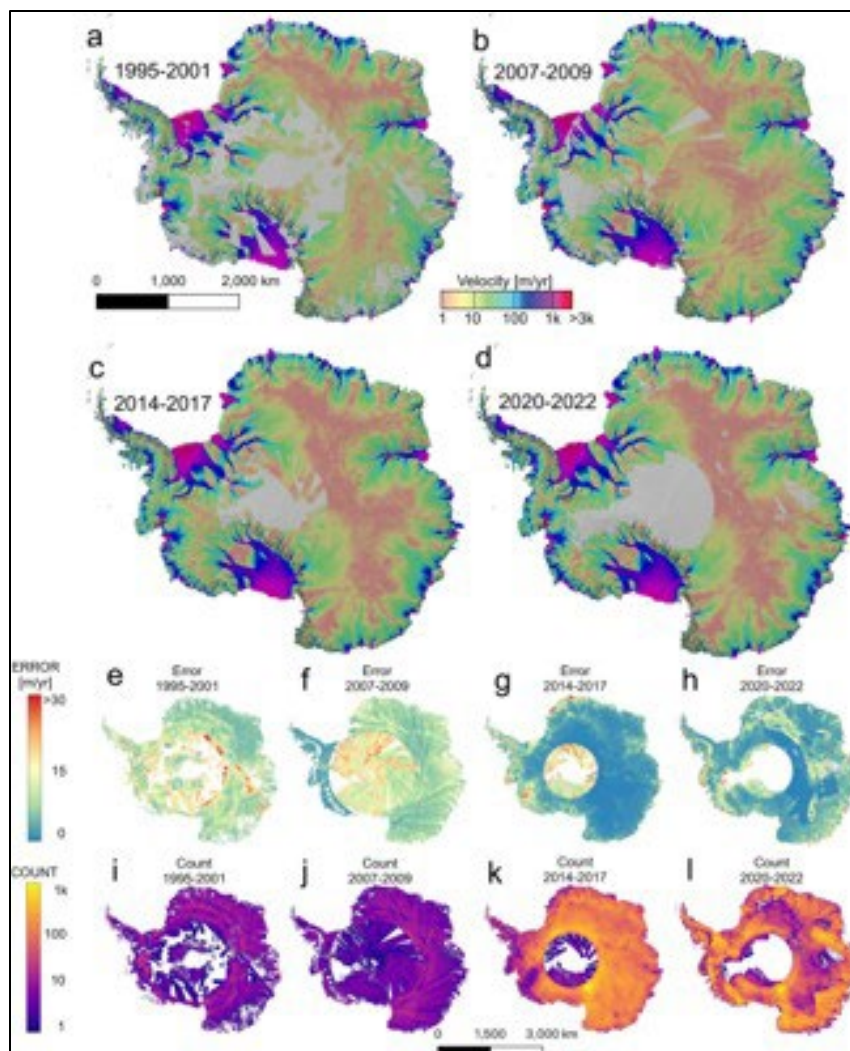 a
1995-2001
b
2007-2009
0 1,000 2,000 km
Velocity [m/yr]
1 10 100 1k >3k
c
2014-2017
d
2020-2022
ERROR
[m/yr]
>30
15
0
e
Error
1995-2001
f
Error
2007-2009
g
Error
2014-2017
h
Error
2020-2022
COUNT
1k
100
10
1
i
Count
1995-2001
j
Count
2007-2009
k
Count
2014-2017
l
Count
2020-2022
0 1,500 3,000 km